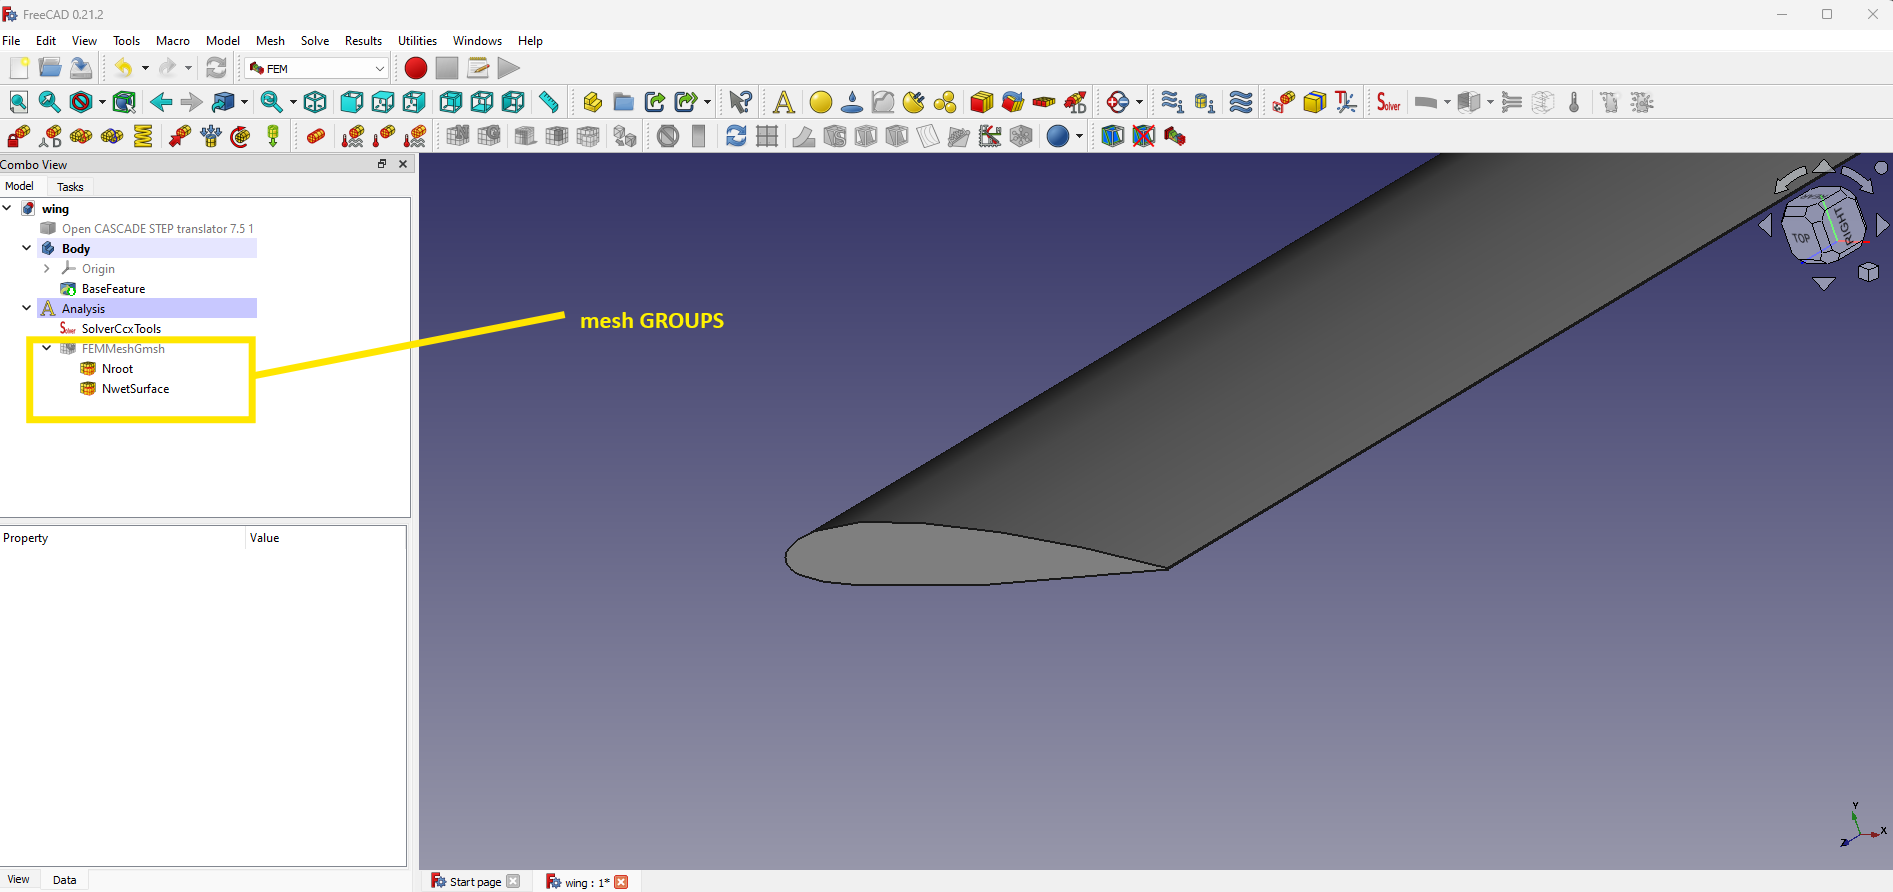 FreeCAD 0.21.2
File Edit View Tools Macro Model Mesh Solve Results Utilities Windows Help
FEM
Solver
Combo View
Model Tasks
wing
Open CASCADE STEP translator 7.5 1
Body
Origin
BaseFeature
Analysis
SolverCcxTools
FEMMeshGmsh
Nroot
NwetSurface
mesh GROUPS
TOP
RIGHT
Property Value
Y
X
Z
View Data
Start page
wing : 1*